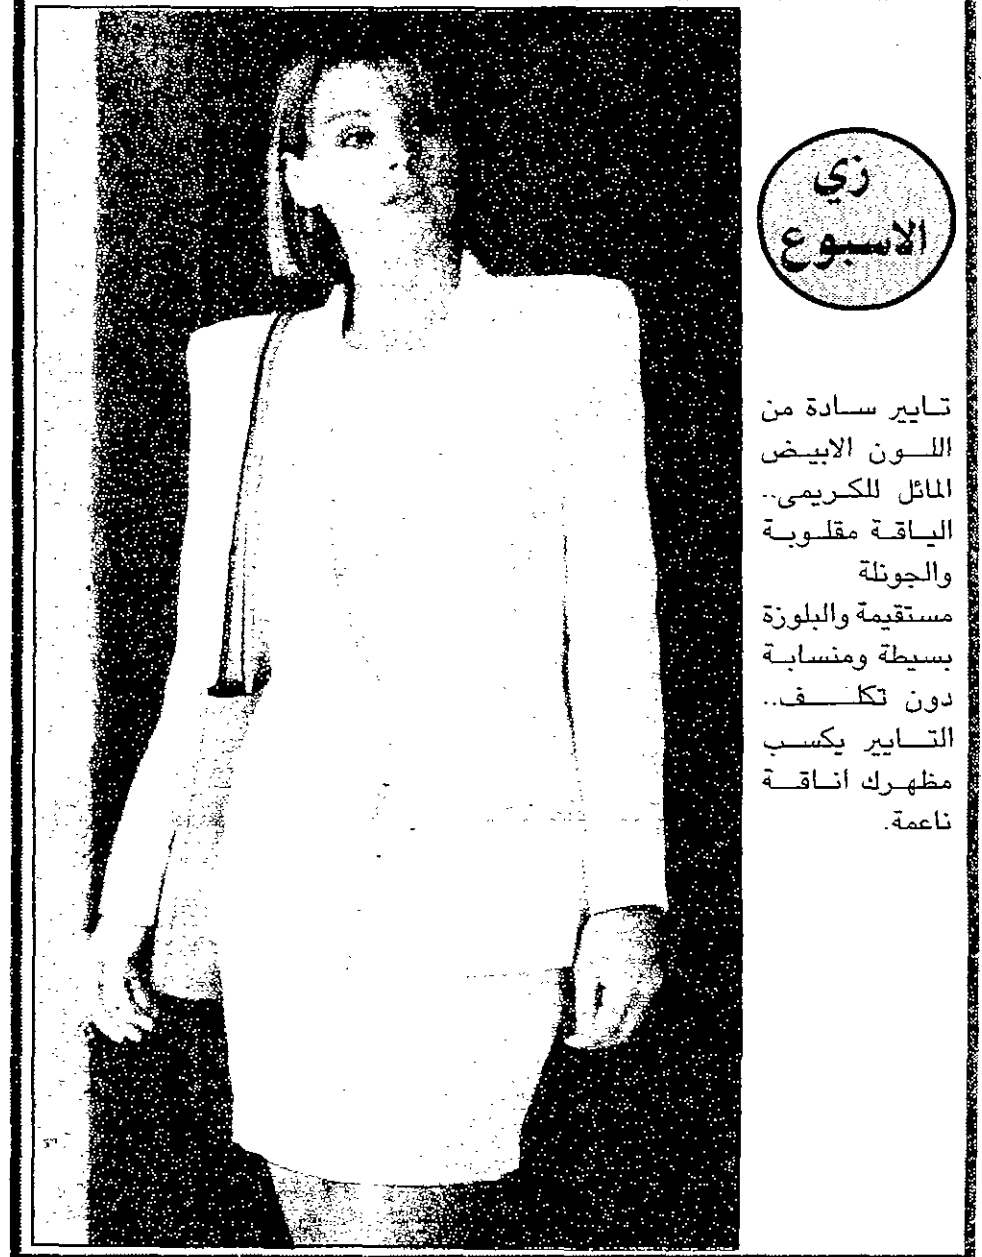 زي
الاسبوع
تايير سادة من
اللون الابيض
المائل للكريمى..
الياقة مقلوبة
والجونلة
مستقيمة والبلوزة
بسيطة ومنسابة
دون تكلف..
التايير يكسب
مظهرك اناقة
ناعمة.